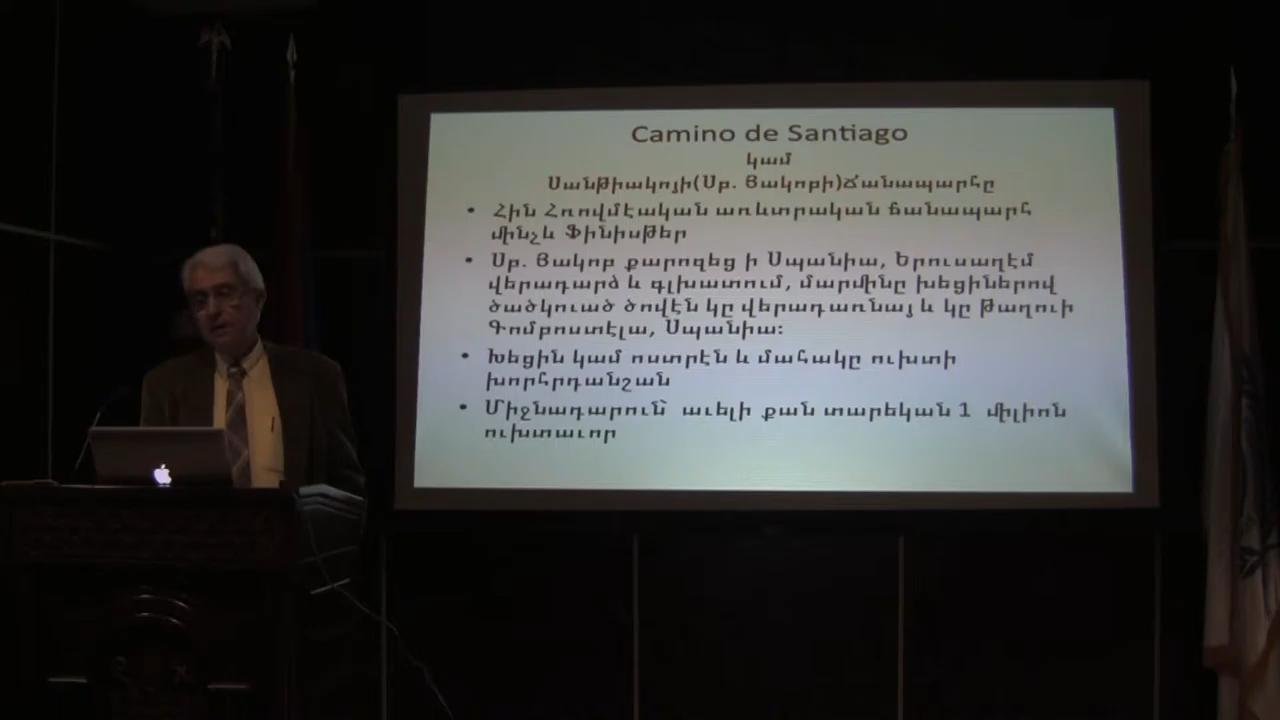 Camino de Santiago
կամ
Սանթիակոյի(Սբ. Յակոբի)Ճանապարհը
• Հին Հռովմէական առևտրական ճանապարհ
մինչև Ֆինիսթեր
• Սբ. Յակոբ քարոզեց ի Սպանիա, Երուսաղէմ
վերադարձ և գլխատում, մարմինը խեցիներով
ծածկուած ծովէն կը վերադառնայ և կը թաղուի
Գոմբոստէլա, Սպանիա:
• Խեցին կամ ոստրէն և մահակը ուխտի
խորհրդանշան
• Միջնադարուն՝ աւելի քան տարեկան 1 միլիոն
ուխտաւոր